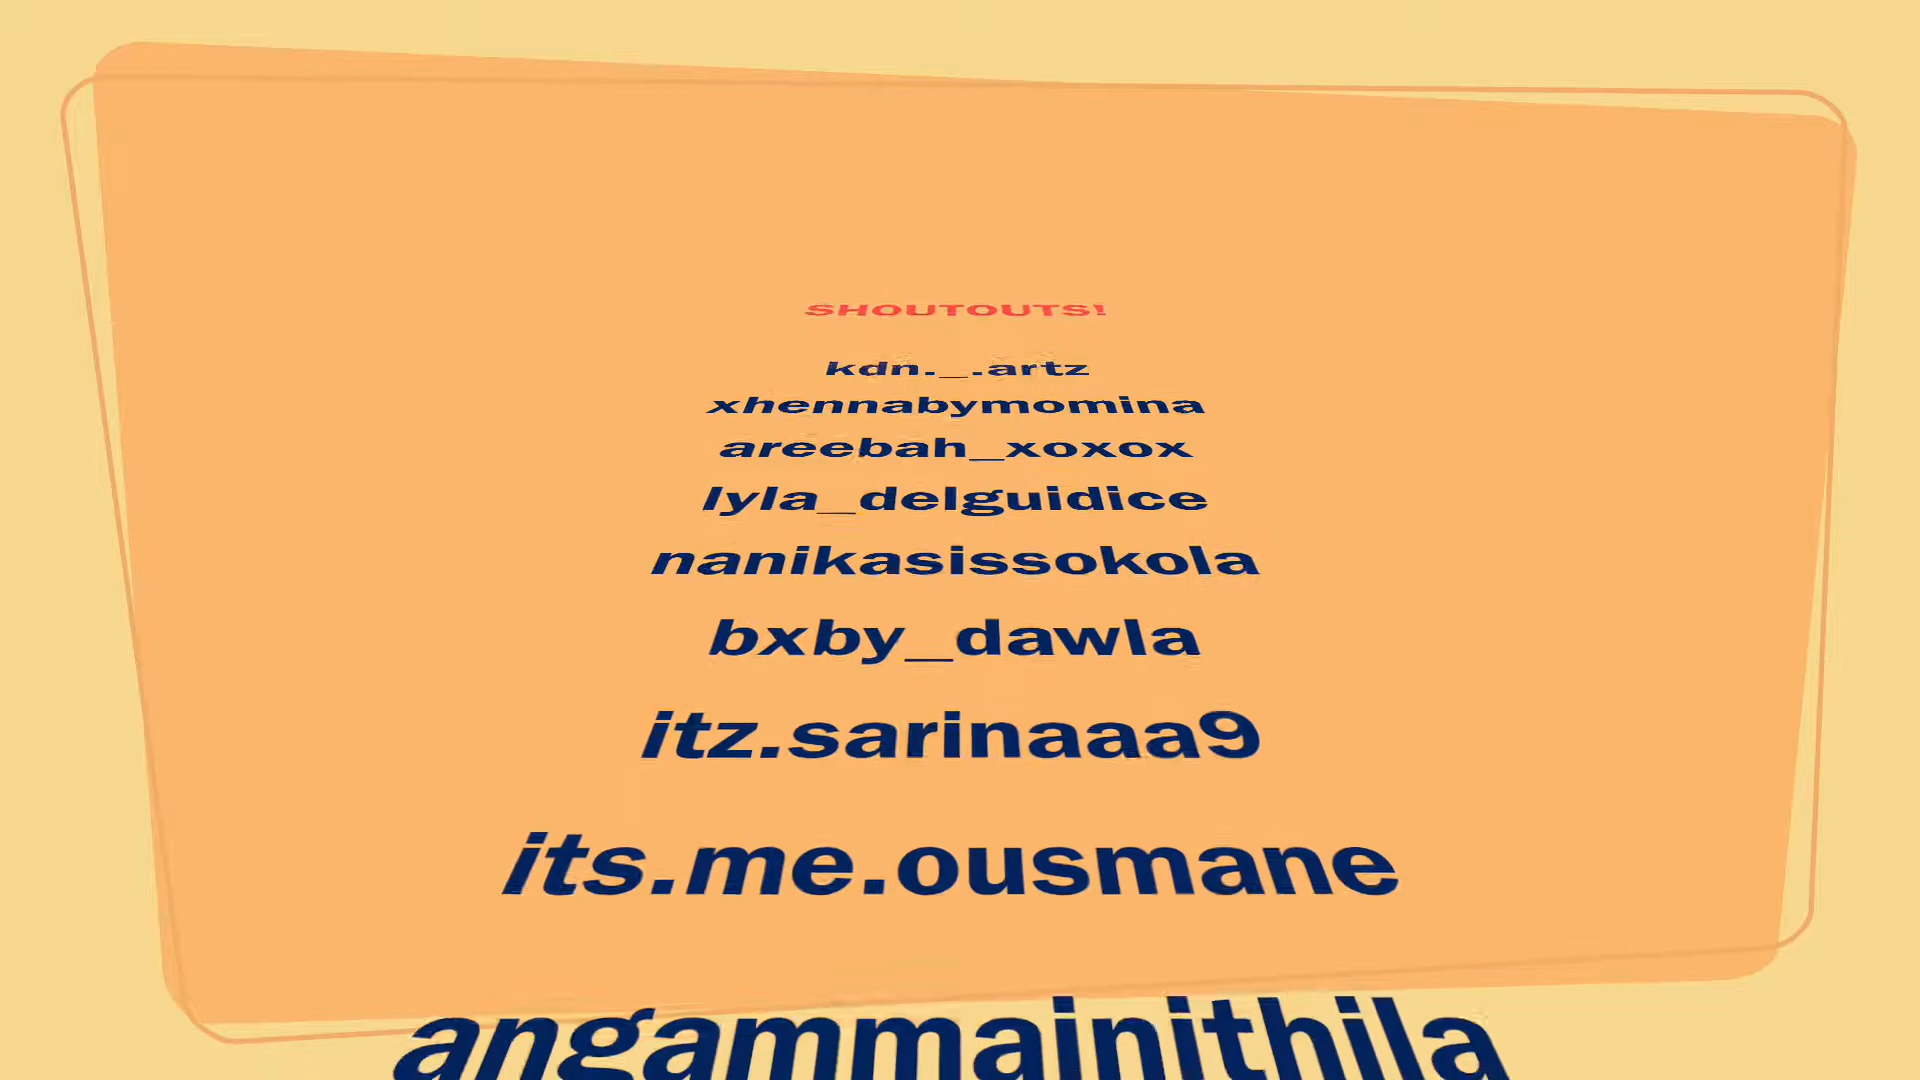 SHOUTOUTS!
kdn._.artz
xhennabymomina
areebah_xoxox
lyla_delguidice
nanikasissokola
bxby_dawla
itz.sarinaaa9
its.me.ousmane
angammainithila